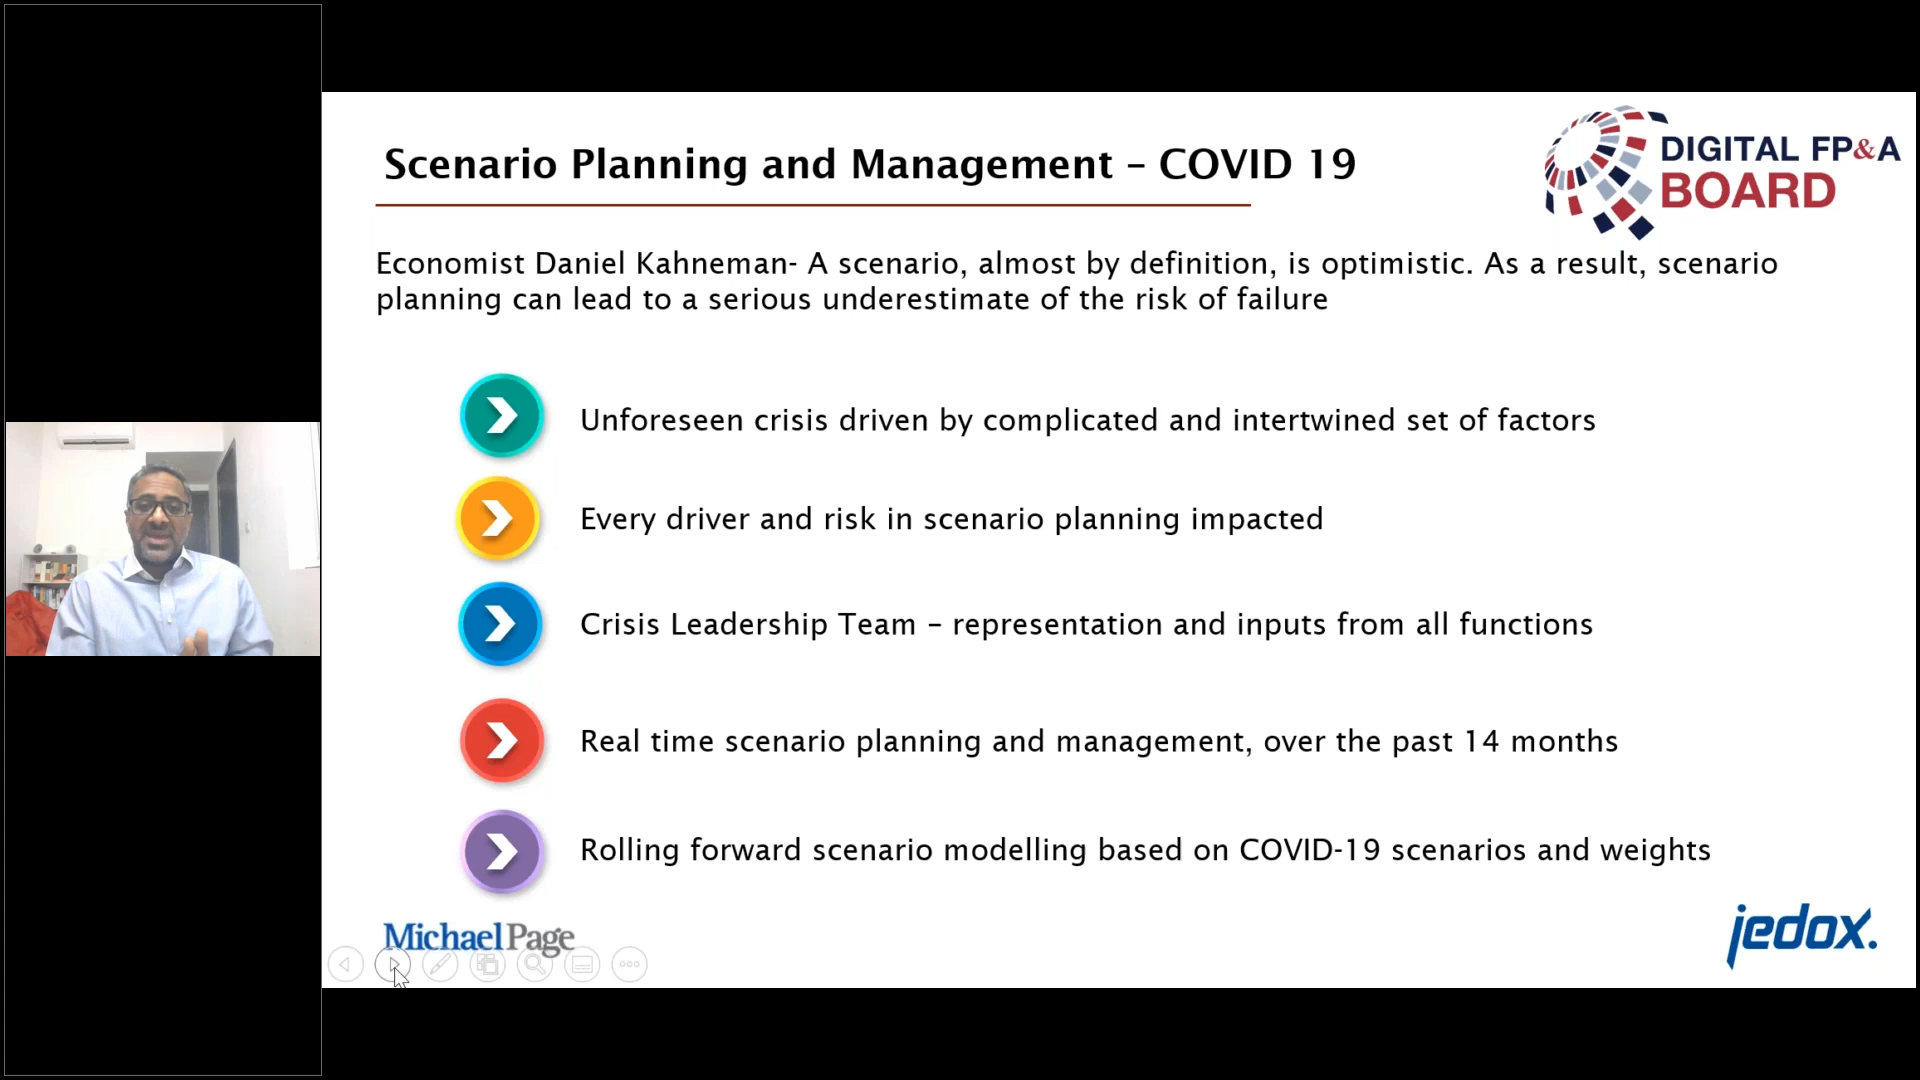 Scenario Planning and Management – COVID 19
DIGITAL FP&A
BOARD
Economist Daniel Kahneman- A scenario, almost by definition, is optimistic. As a result, scenario
planning can lead to a serious underestimate of the risk of failure
Unforeseen crisis driven by complicated and intertwined set of factors
Every driver and risk in scenario planning impacted
Crisis Leadership Team – representation and inputs from all functions
Real time scenario planning and management, over the past 14 months
Rolling forward scenario modelling based on COVID-19 scenarios and weights
MichaelPage
jedox.